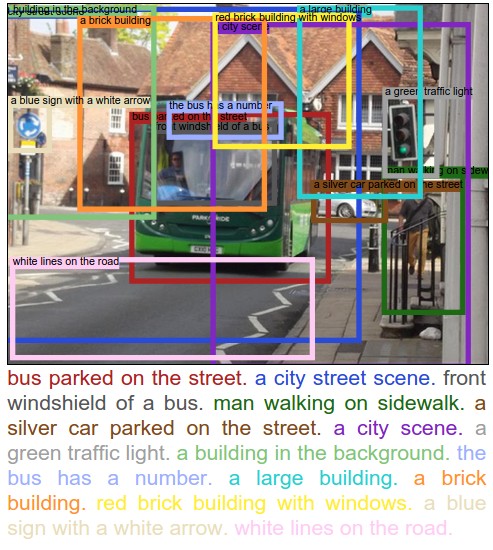 building in the background
a large building
a brick building
red brick building with windows
city scene
a green traffic light
a blue sign with a white arrow
the bus has a number
bus parked on the street
front windshield of a bus
man walking on sidew
a silver car parked on the street
PARK&RIDE
white lines on the road
bus parked on the street. a city street scene. front
windshield of a bus. man walking on sidewalk. a
silver car parked on the street. a city scene. a
green traffic light. a building in the background. the
bus has a number. a large building. a brick
building. red brick building with windows. a blue
sign with a white arrow. white lines on the road.